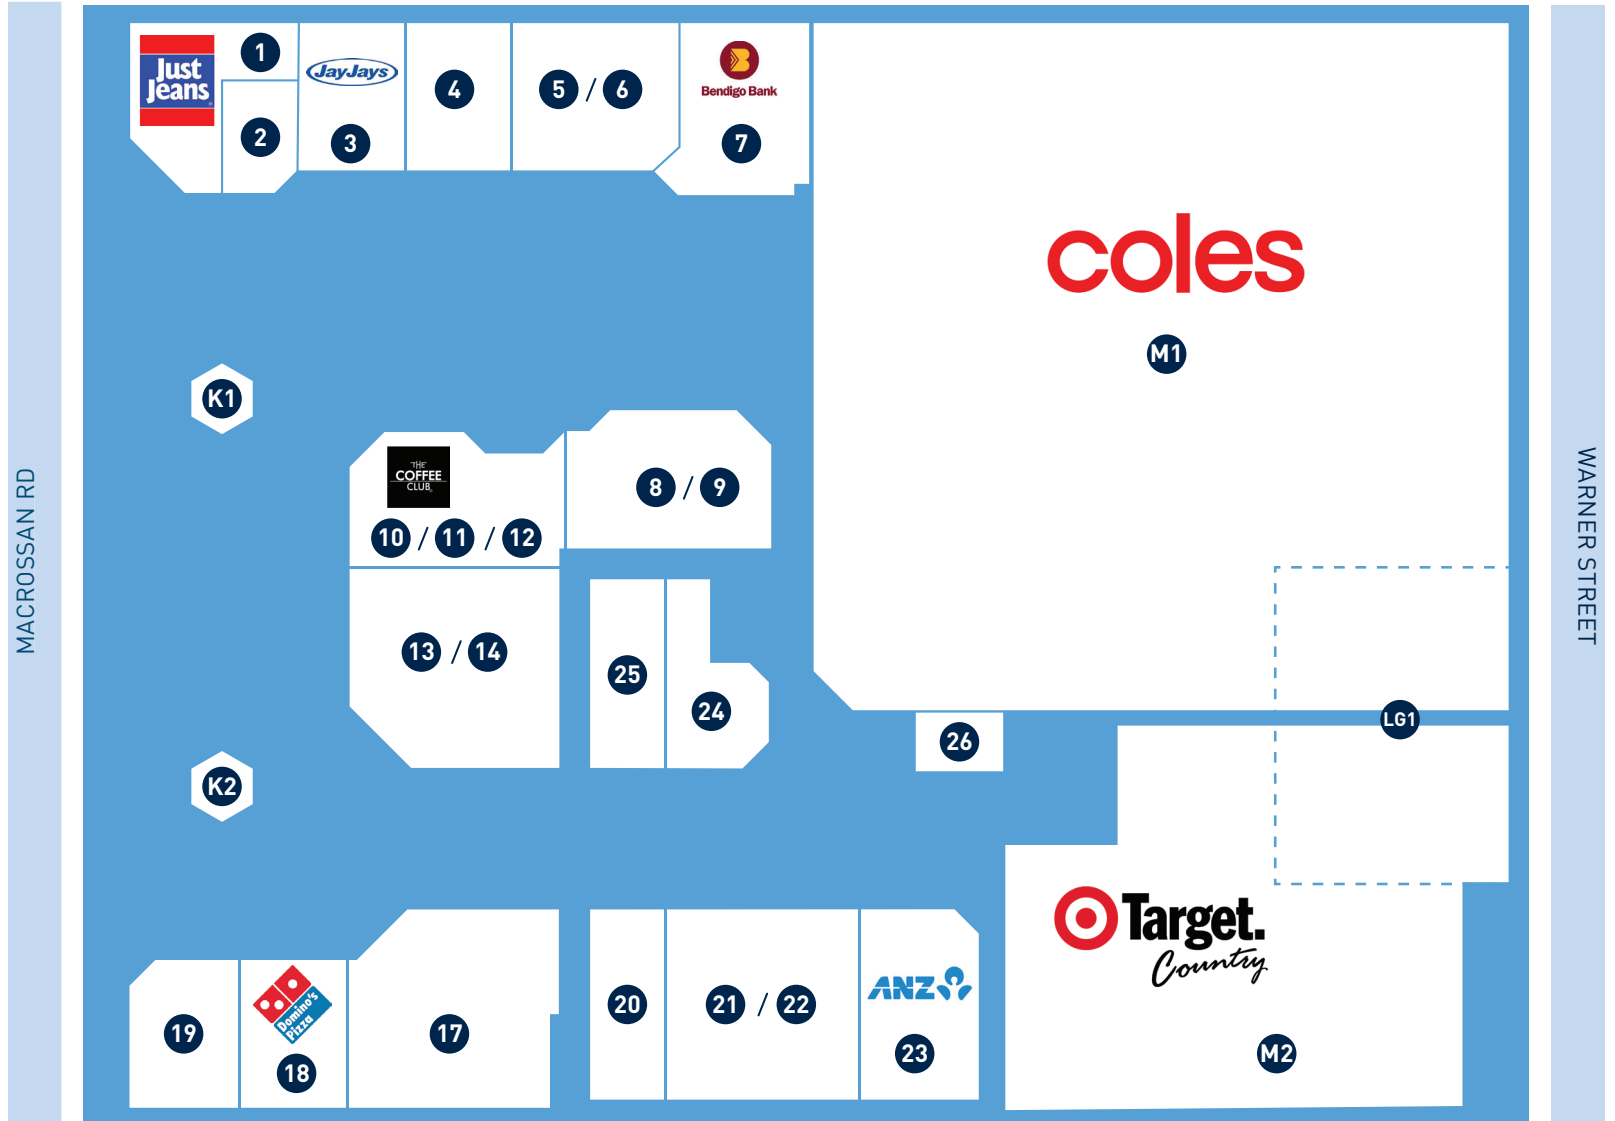 MACROSSAN RD
WARNER STREET
Just
Jeans
1
2
JayJays
3
4
5 / 6
Bendigo Bank
7
coles
M1
K1
THE
COFFEE
CLUB
10 / 11 / 12
8 / 9
13 / 14
25
24
26
LG1
K2
Target.
Country
M2
19
Domino's
Pizza
18
17
20
21 / 22
ANZ
23